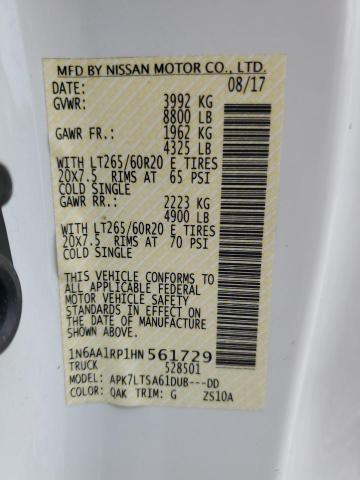 MFD BY NISSAN MOTOR CO., LTD.
DATE: 08/17
GVWR: 3992 KG
8800 LB
GAWR FR.: 1962 KG
4325 LB
WITH LT265/60R20 E TIRES
20X7.5 RIMS AT 65 PSI
COLD SINGLE
GAWR RR.: 2223 KG
4900 LB
WITH LT265/60R20 E TIRES
20X7.5 RIMS AT 70 PSI
COLD SINGLE
THIS VEHICLE CONFORMS TO
ALL APPLICABLE FEDERAL
MOTOR VEHICLE SAFETY
STANDARDS IN EFFECT ON
THE DATE OF MANUFACTURE
SHOWN ABOVE.
1N6AA1RP1HN 561729
TRUCK 528501
MODEL: APK7LTSA61DUB---DD
COLOR: QAK TRIM: G ZS10A